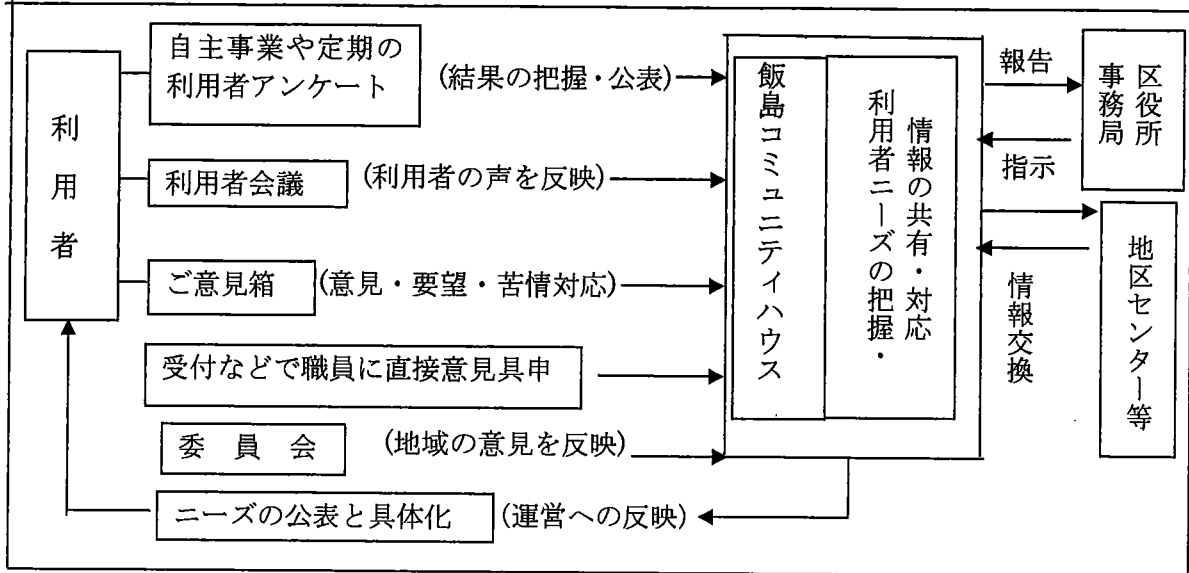 利用者
自主事業や定期の
利用者アンケート
(結果の把握・公表)
利用者会議
(利用者の声を反映)
ご意見箱
(意見・要望・苦情対応)
受付などで職員に直接意見具申
委員会
(地域の意見を反映)
ニーズの公表と具体化
(運営への反映)
飯島コミュニティハウス
情報の共有・対応
利用者ニーズの把握・
報告
指示
区役所
事務局
情報交換
地区センター等